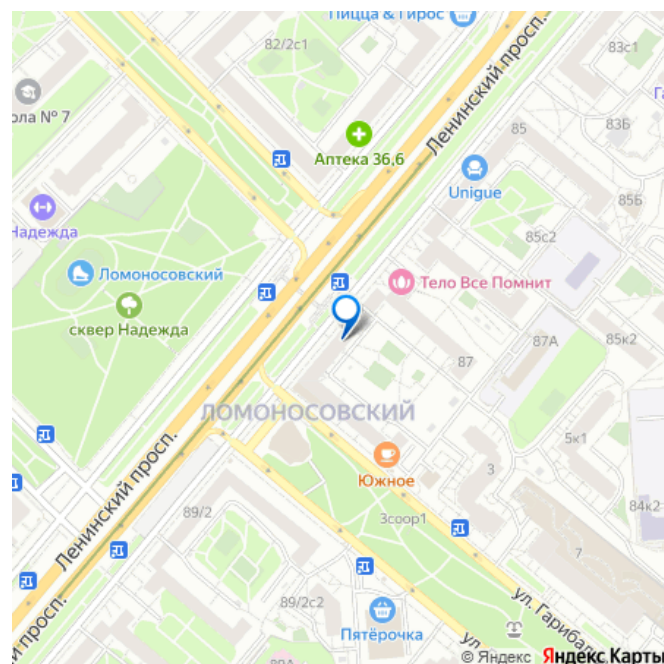 Пицца & Гирос
82/2с1
83с1
ола № 7
Ленинский просп.
83Б
Аптека 36,6
85
Unigue
85Б
Надежда
85с2
Ломоносовский
Тело Все Помнит
сквер Надежда
87А
85к2
87
ЛОМОНОСОВСКИЙ
5к1
Ленинский просп.
Южное
3
3соор1
84к2
89/2
7
89/2с2
ул. Гарибал
Пятёрочка
й просп.
ул.
89А
© Яндекс Яндекс Карты